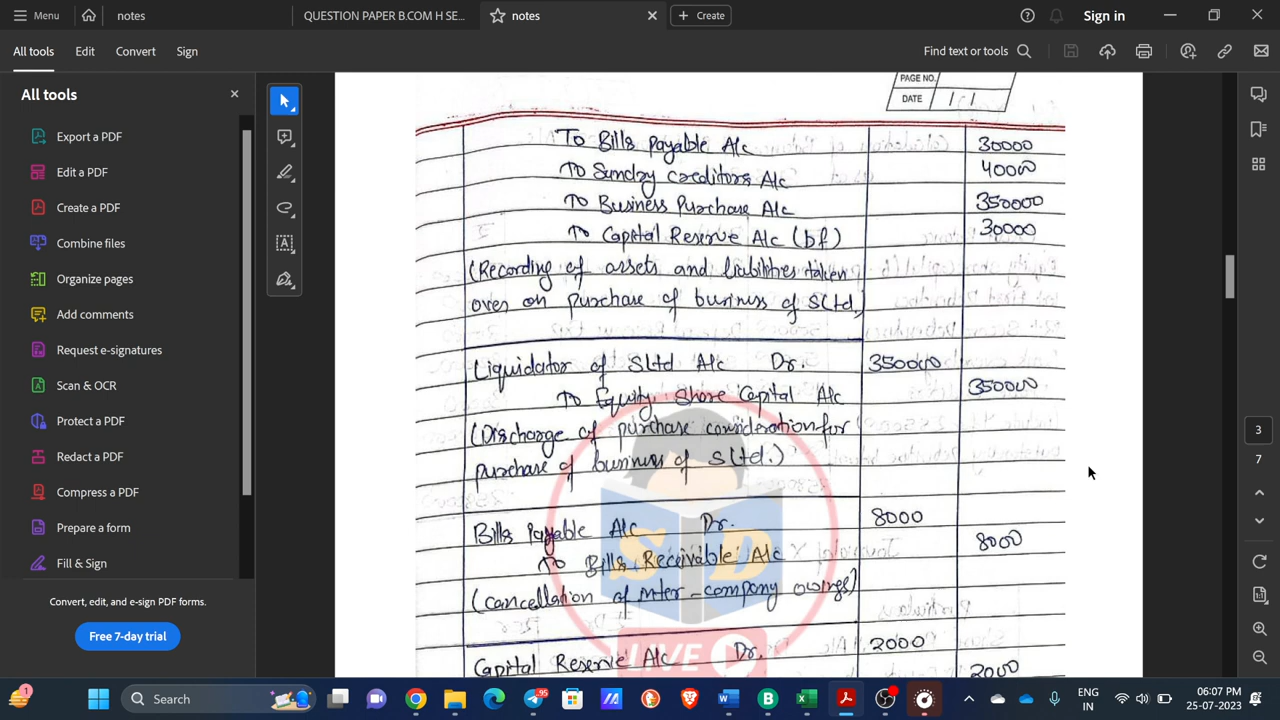 Menu
notes
QUESTION PAPER B.COM H SE...
notes
Create
Sign in
All tools
Edit
Convert
Sign
Find text or tools
All tools
Export a PDF
Edit a PDF
Create a PDF
Combine files
Organize pages
Add comments
Request e-signatures
Scan & OCR
Protect a PDF
Redact a PDF
Compress a PDF
Prepare a form
Fill & Sign
Convert, edit and assign PDF forms.
Free 7-day trial
PAGE NO.
DATE / /
To Bills payable A/c 30000
To Sunday creditors A/c 40000
To Business Purchase A/c 350000
To Capital Reserve A/c (bf) 30000
(Recording of assets and liabilities taken
over on purchase of business of S Ltd.)
Liquidator of S Ltd A/c Dr. 350000
To Equity Share Capital A/c 350000
(Discharge of purchase consideration for
purchase of business of S Ltd.)
Bills Payable A/c Dr. 8000
To Bills Receivable A/c 8000
(Cancellation of inter-company owings)
Capital Reserve A/c Dr. 2000
2000
SD
LIVE
3
7
1
Search
95
ENG
IN
06:07 PM
25-07-2023